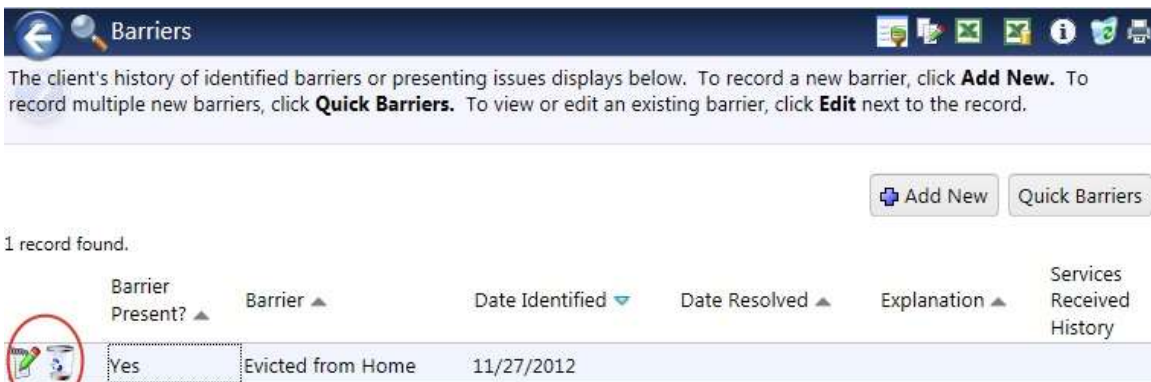 Barriers
The client's history of identified barriers or presenting issues displays below. To record a new barrier, click Add New. To
record multiple new barriers, click Quick Barriers. To view or edit an existing barrier, click Edit next to the record.
Add New Quick Barriers
1 record found.
Barrier Present? Barrier Date Identified Date Resolved Explanation Services Received History
Yes Evicted from Home 11/27/2012